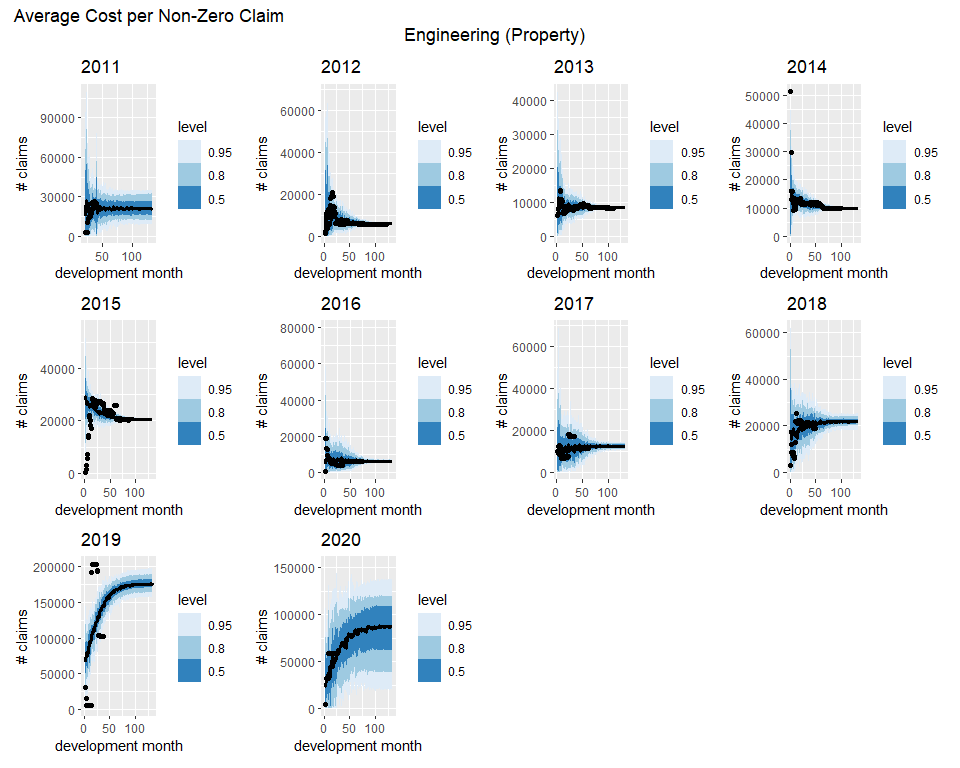 Average Cost per Non-Zero Claim
Engineering (Property)
2011
# claims
90000
60000
30000
0
50 100
development month
level
0.95
0.8
0.5
2012
# claims
60000
40000
20000
0
0 50 100
development month
level
0.95
0.8
0.5
2013
# claims
40000
30000
20000
10000
0
0 50 100
development month
level
0.95
0.8
0.5
2014
# claims
50000
40000
30000
20000
10000
0
0 50 100
development month
level
0.95
0.8
0.5
2015
# claims
40000
20000
0
0 50 100
development month
level
0.95
0.8
0.5
2016
# claims
80000
60000
40000
20000
0
0 50 100
development month
level
0.95
0.8
0.5
2017
# claims
60000
40000
20000
0
0 50 100
development month
level
0.95
0.8
0.5
2018
# claims
60000
40000
20000
0
0 50 100
development month
level
0.95
0.8
0.5
2019
# claims
200000
150000
100000
50000
0
0 50 100
development month
level
0.95
0.8
0.5
2020
# claims
150000
100000
50000
0
0 50 100
development month
level
0.95
0.8
0.5